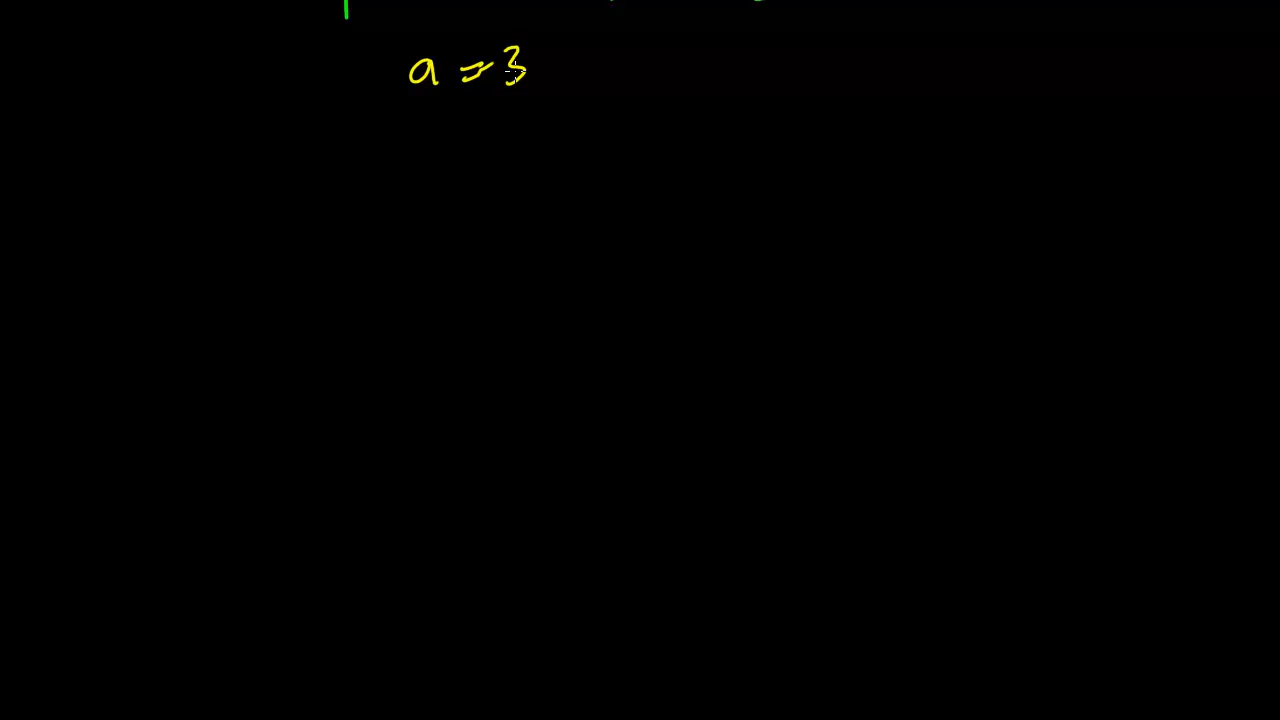 a = 3